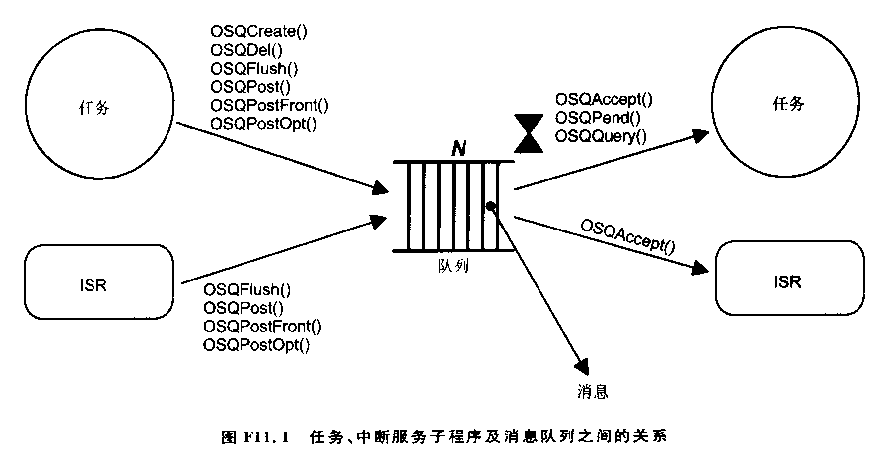 OSQCreate()
OSQDel()
OSQFlush()
OSQPost()
OSQPostFront()
OSQPostOpt()
任务
OSQAccept()
OSQPend()
OSQQuery()
任务
N
队列
OSQAccept()
ISR
OSQFlush()
OSQPost()
OSQPostFront()
OSQPostOpt()
ISR
消息
图 F11.1 任务、中断服务子程序及消息队列之间的关系